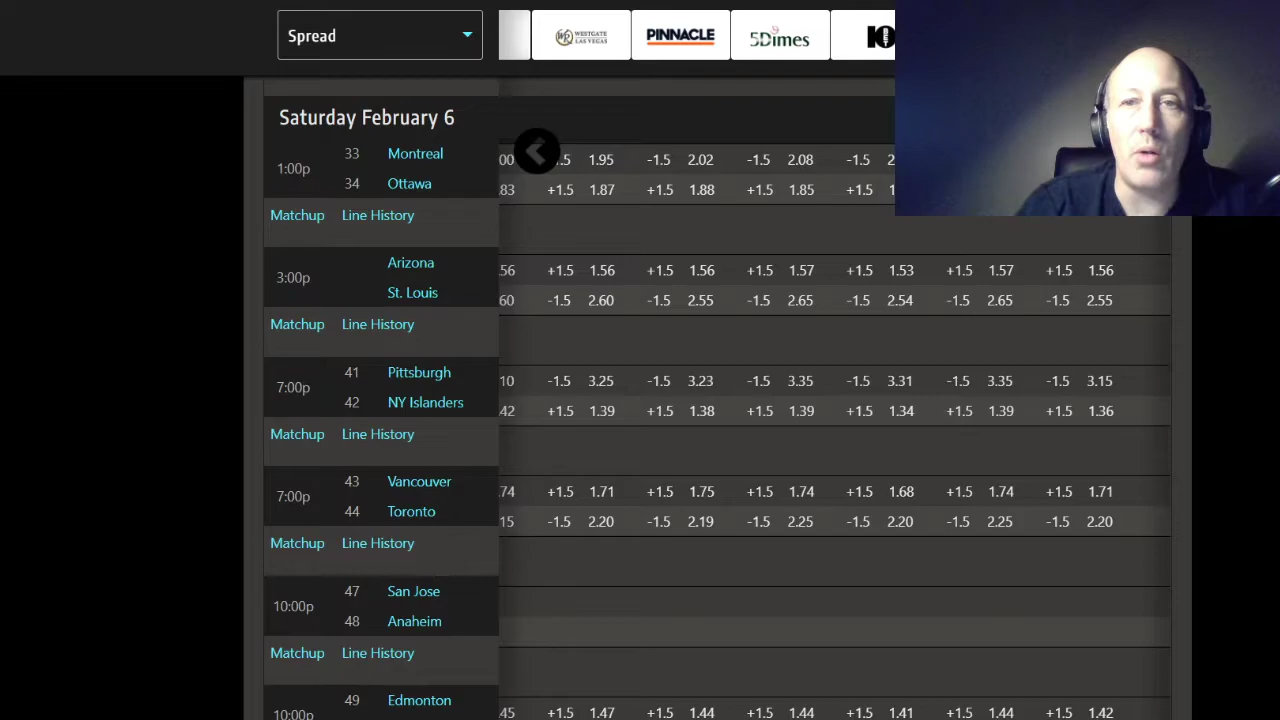 Spread
WESTGATE LAS VEGAS
PINNACLE
5Dimes
10
Saturday February 6
1:00p 33 Montreal 00 .5 1.95 -1.5 2.02 -1.5 2.08 -1.5 2
34 Ottawa .83 +1.5 1.87 +1.5 1.88 +1.5 1.85 +1.5
Matchup Line History
3:00p Arizona .56 +1.5 1.56 +1.5 1.56 +1.5 1.57 +1.5 1.53 +1.5 1.57 +1.5 1.56
St. Louis .60 -1.5 2.60 -1.5 2.55 -1.5 2.65 -1.5 2.54 -1.5 2.65 -1.5 2.55
Matchup Line History
7:00p 41 Pittsburgh 10 -1.5 3.25 -1.5 3.23 -1.5 3.35 -1.5 3.31 -1.5 3.35 -1.5 3.15
42 NY Islanders .42 +1.5 1.39 +1.5 1.38 +1.5 1.39 +1.5 1.34 +1.5 1.39 +1.5 1.36
Matchup Line History
7:00p 43 Vancouver .74 +1.5 1.71 +1.5 1.75 +1.5 1.74 +1.5 1.68 +1.5 1.74 +1.5 1.71
44 Toronto .15 -1.5 2.20 -1.5 2.19 -1.5 2.25 -1.5 2.20 -1.5 2.25 -1.5 2.20
Matchup Line History
10:00p 47 San Jose
48 Anaheim
Matchup Line History
10:00p 49 Edmonton .45 +1.5 1.47 +1.5 1.44 +1.5 1.44 +1.5 1.41 +1.5 1.44 +1.5 1.42